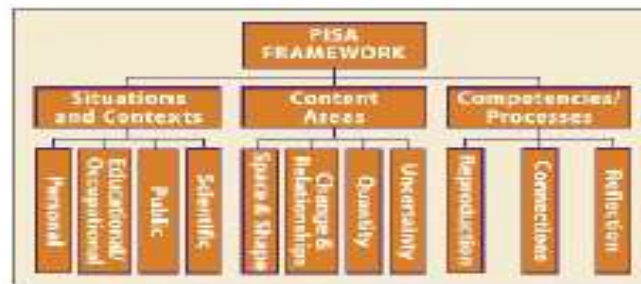 PISA
FRAMEWORK
Situations
and Contexts
Content
Areas
Competencies/
Processes
Personal
Educational/
Occupational
Public
Scientific
Space & Shape
Change &
Relationships
Quantity
Uncertainty
Reproduction
Connections
Reflection